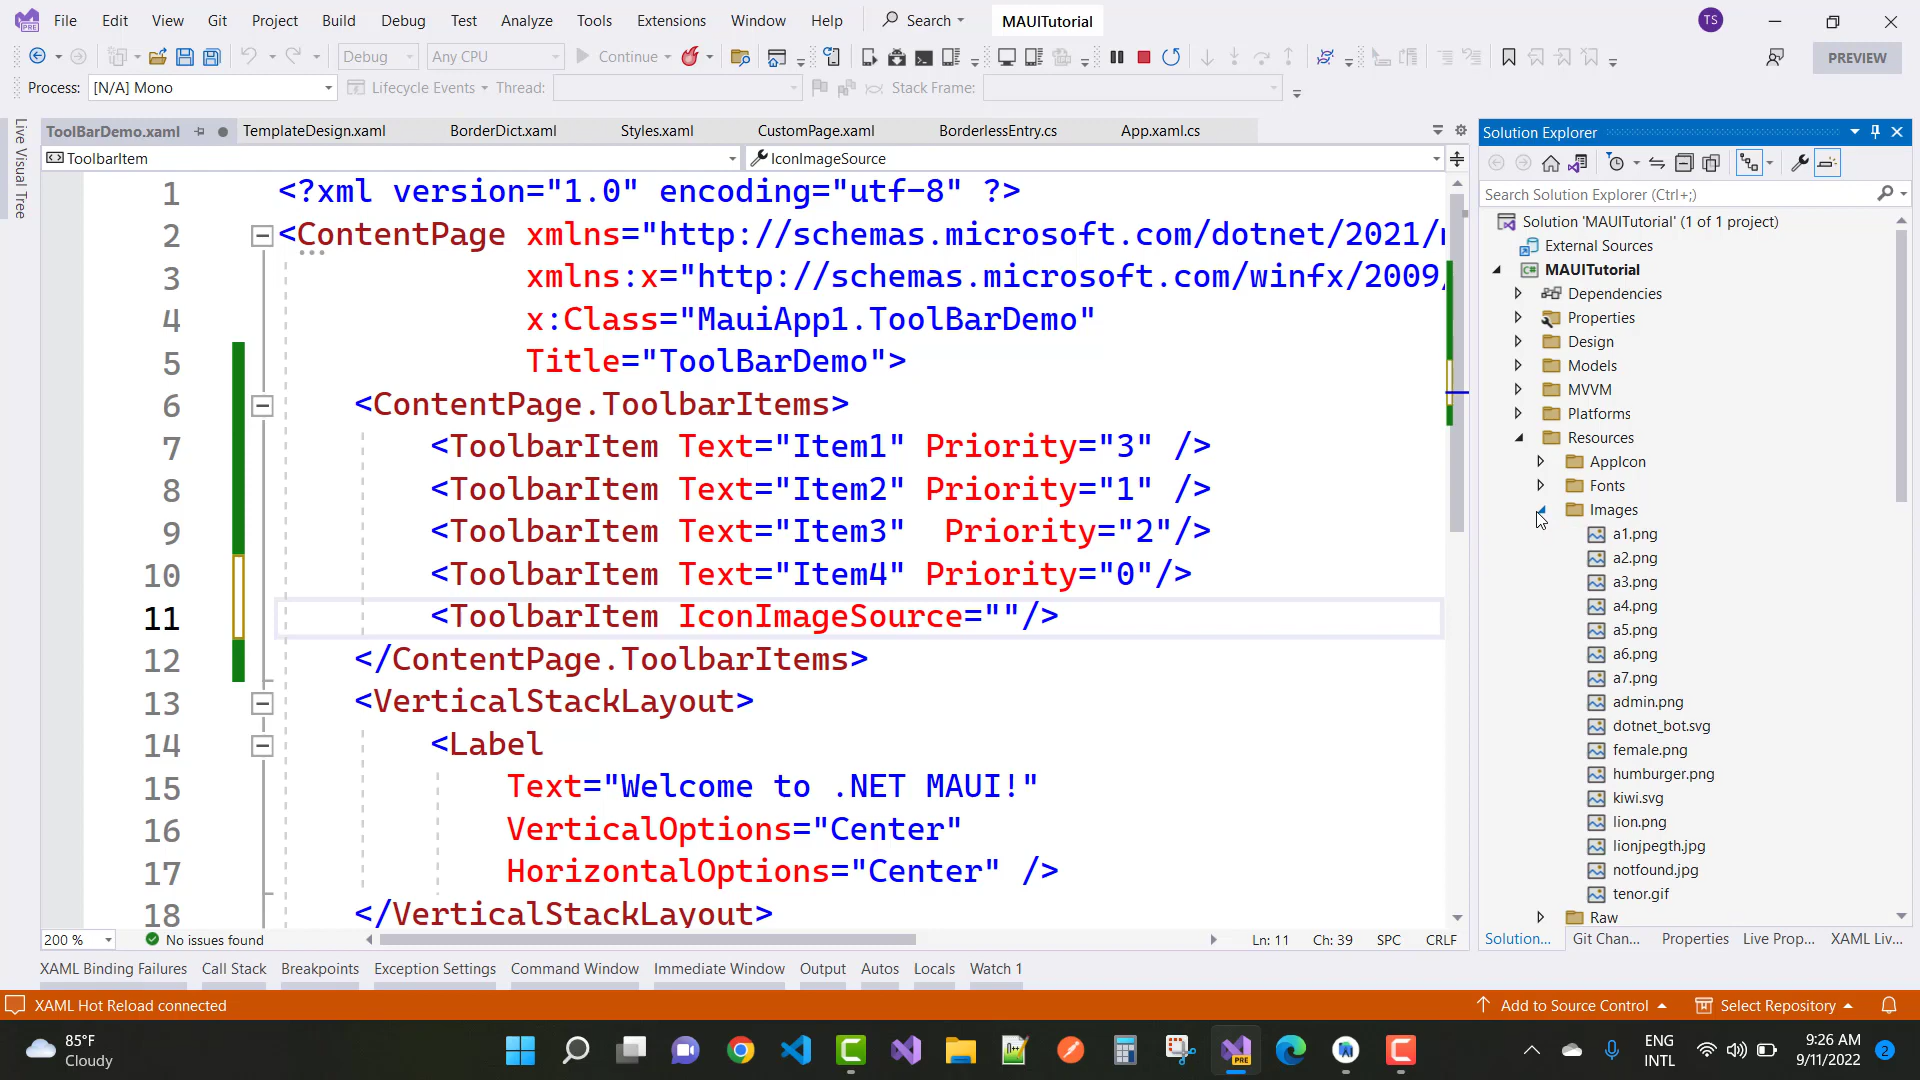 File Edit View Git Project Build Debug Test Analyze Tools Extensions Window Help Search MAUITutorial TS
Debug Any CPU Continue PREVIEW
Process: [N/A] Mono Lifecycle Events Thread: Stack Frame:
Live Visual Tree
ToolBarDemo.xaml TemplateDesign.xaml BorderDict.xaml Styles.xaml CustomPage.xaml BorderlessEntry.cs App.xaml.cs
ToolbarItem IconImageSource
1 <?xml version="1.0" encoding="utf-8" ?>
2 <ContentPage xmlns="http://schemas.microsoft.com/dotnet/2021/
3 xmlns:x="http://schemas.microsoft.com/winfx/2009/
4 x:Class="MauiApp1.ToolBarDemo"
5 Title="ToolBarDemo">
6 <ContentPage.ToolbarItems>
7 <ToolbarItem Text="Item1" Priority="3" />
8 <ToolbarItem Text="Item2" Priority="1" />
9 <ToolbarItem Text="Item3"  Priority="2"/>
10 <ToolbarItem Text="Item4" Priority="0"/>
11 <ToolbarItem IconImageSource=""/>
12 </ContentPage.ToolbarItems>
13 <VerticalStackLayout>
14 <Label
15 Text="Welcome to .NET MAUI!"
16 VerticalOptions="Center"
17 HorizontalOptions="Center" />
18 </VerticalStackLayout>
200 % No issues found Ln: 11 Ch: 39 SPC CRLF
Solution Explorer
Search Solution Explorer (Ctrl+;)
Solution 'MAUITutorial' (1 of 1 project)
External Sources
MAUITutorial
Dependencies
Properties
Design
Models
MVVM
Platforms
Resources
AppIcon
Fonts
Images
a1.png
a2.png
a3.png
a4.png
a5.png
a6.png
a7.png
admin.png
dotnet_bot.svg
female.png
humburger.png
kiwi.svg
lion.png
lionjpegth.jpg
notfound.jpg
tenor.gif
Raw
Solution... Git Chan... Properties Live Prop... XAML Liv...
XAML Binding Failures Call Stack Breakpoints Exception Settings Command Window Immediate Window Output Autos Locals Watch 1
XAML Hot Reload connected Add to Source Control Select Repository
85°F
Cloudy
PRE
ENG
INTL
9:26 AM
9/11/2022
2